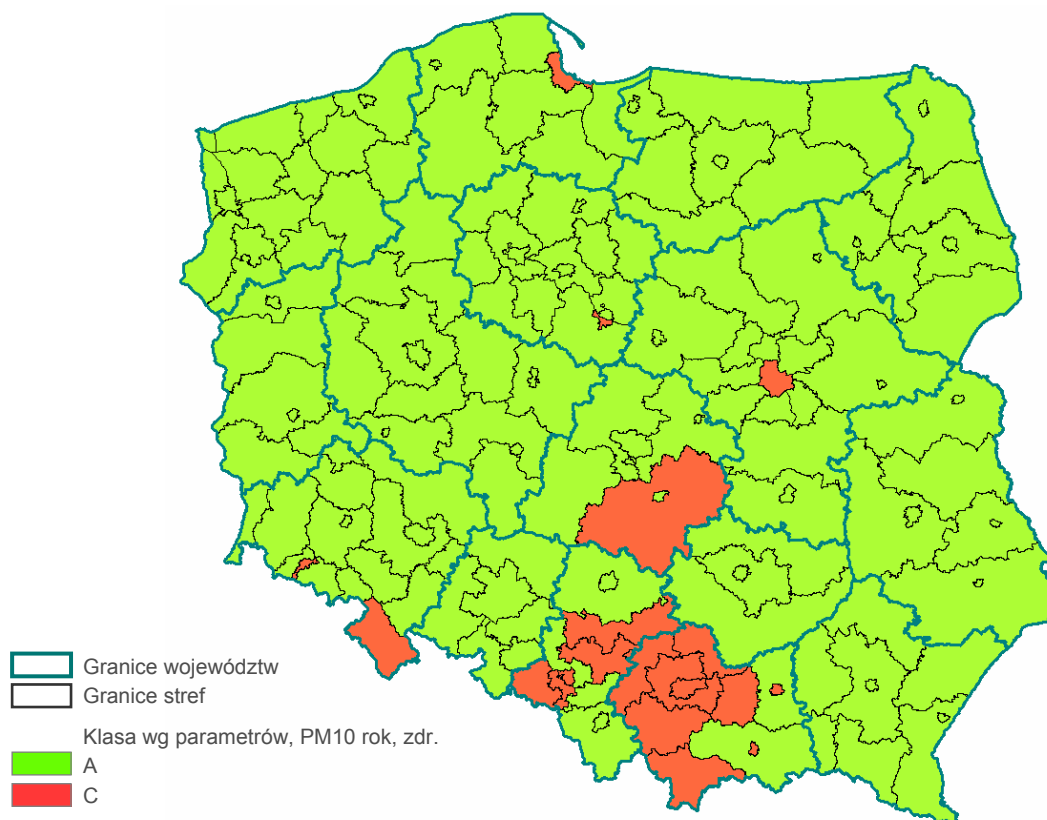 Granice województw
Granice stref
Klasa wg parametrów, PM10 rok, zdr.
A
C